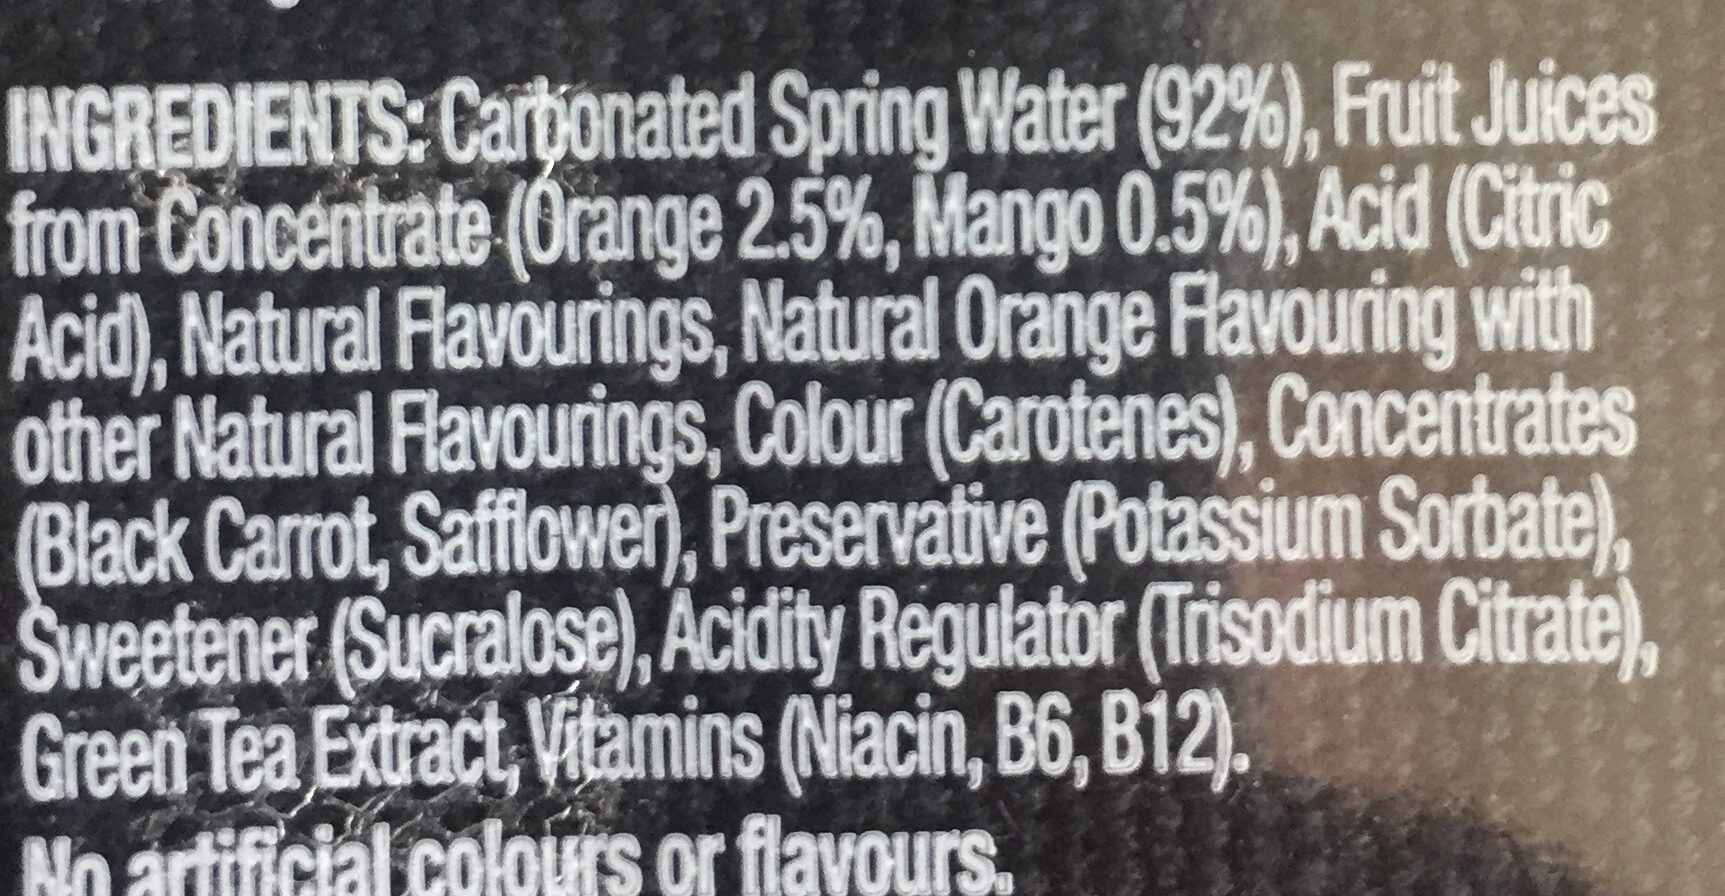 INGREDIENTS: Carbonated Spring Water (92%), Fruit Juices
from Concentrate (Orange 2.5%, Mango 0.5%), Acid (Citric
Acid), Natural Flavourings, Natural Orange Flavouring with
other Natural Flavourings, Colour (Carotenes), Concentrates
(Black Carrot, Safflower), Preservative (Potassium Sorbate),
Sweetener (Sucralose), Acidity Regulator (Trisodium Citrate),
Green Tea Extract, Vitamins (Niacin, B6, B12).
No artificial colours or flavours.